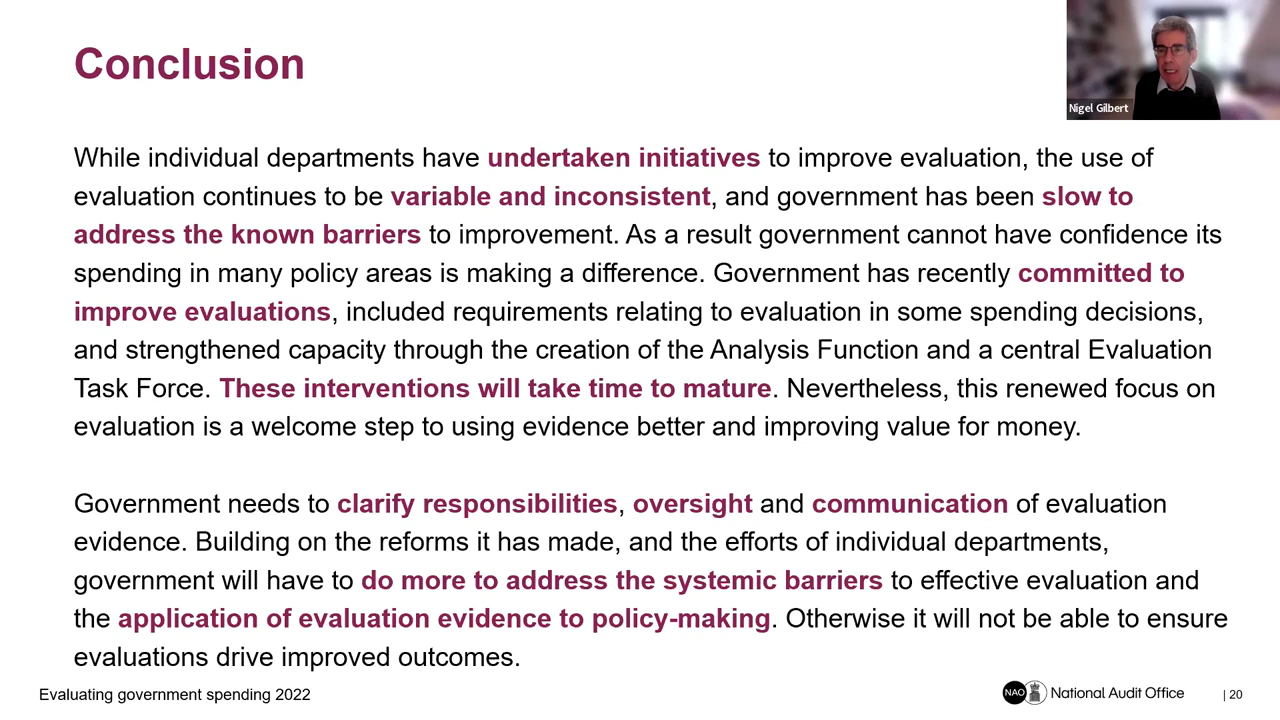 Conclusion
Nigel Gilbert
While individual departments have undertaken initiatives to improve evaluation, the use of
evaluation continues to be variable and inconsistent, and government has been slow to
address the known barriers to improvement. As a result government cannot have confidence its
spending in many policy areas is making a difference. Government has recently committed to
improve evaluations, included requirements relating to evaluation in some spending decisions,
and strengthened capacity through the creation of the Analysis Function and a central Evaluation
Task Force. These interventions will take time to mature. Nevertheless, this renewed focus on
evaluation is a welcome step to using evidence better and improving value for money.
Government needs to clarify responsibilities, oversight and communication of evaluation
evidence. Building on the reforms it has made, and the efforts of individual departments,
government will have to do more to address the systemic barriers to effective evaluation and
the application of evaluation evidence to policy-making. Otherwise it will not be able to ensure
evaluations drive improved outcomes.
Evaluating government spending 2022
NAO National Audit Office
| 20